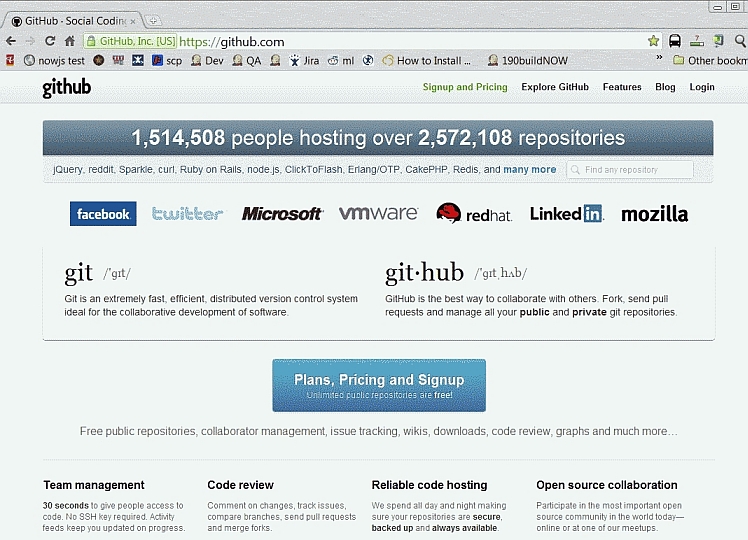 GitHub - Social Coding
GitHub, Inc. [US] https://github.com
nowjs test scp Dev QA Jira ml How to Install ... 190buildNOW » Other bookm
github
Signup and Pricing Explore GitHub Features Blog Login
1,514,508 people hosting over 2,572,108 repositories
jQuery, reddit, Sparkle, curl, Ruby on Rails, node.js, ClickToFlash, Erlang/OTP, CakePHP, Redis, and many more Find any repository
facebook twitter Microsoft vmware redhat. Linked in mozilla
git /'gɪt/
Git is an extremely fast, efficient, distributed version control system
ideal for the collaborative development of software.
git·hub /'gɪtˌhʌb/
GitHub is the best way to collaborate with others. Fork, send pull
requests and manage all your public and private git repositories.
Plans, Pricing and Signup
Unlimited public repositories are free!
Free public repositories, collaborator management, issue tracking, wikis, downloads, code review, graphs and much more…
Team management
30 seconds to give people access to
code. No SSH key required. Activity
feeds keep you updated on progress.
Code review
Comment on changes, track issues,
compare branches, send pull requests
and merge forks.
Reliable code hosting
We spend all day and night making
sure your repositories are secure,
backed up and always available.
Open source collaboration
Participate in the most important open
source community in the world today—
online or at one of our meetups.